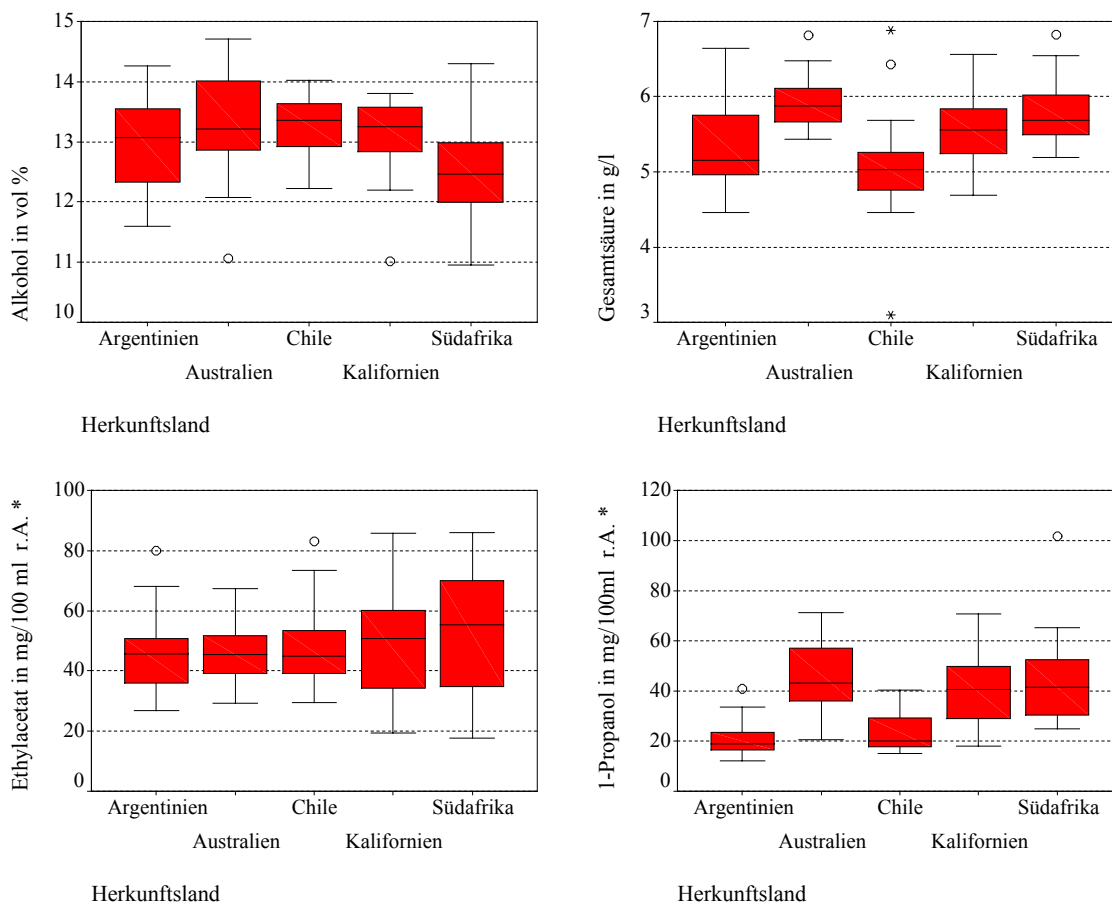 Alkohol in vol %
15
14
13
12
11
10
Argentinien
Chile
Südafrika
Australien
Kalifornien
Herkunftsland
Gesamtsäure in g/l
7
6
5
4
3
Argentinien
Chile
Südafrika
Australien
Kalifornien
Herkunftsland
Ethylacetat in mg/100 ml r.A. *
100
80
60
40
20
0
Argentinien
Chile
Südafrika
Australien
Kalifornien
Herkunftsland
1-Propanol in mg/100ml r.A. *
120
100
80
60
40
20
0
Argentinien
Chile
Südafrika
Australien
Kalifornien
Herkunftsland